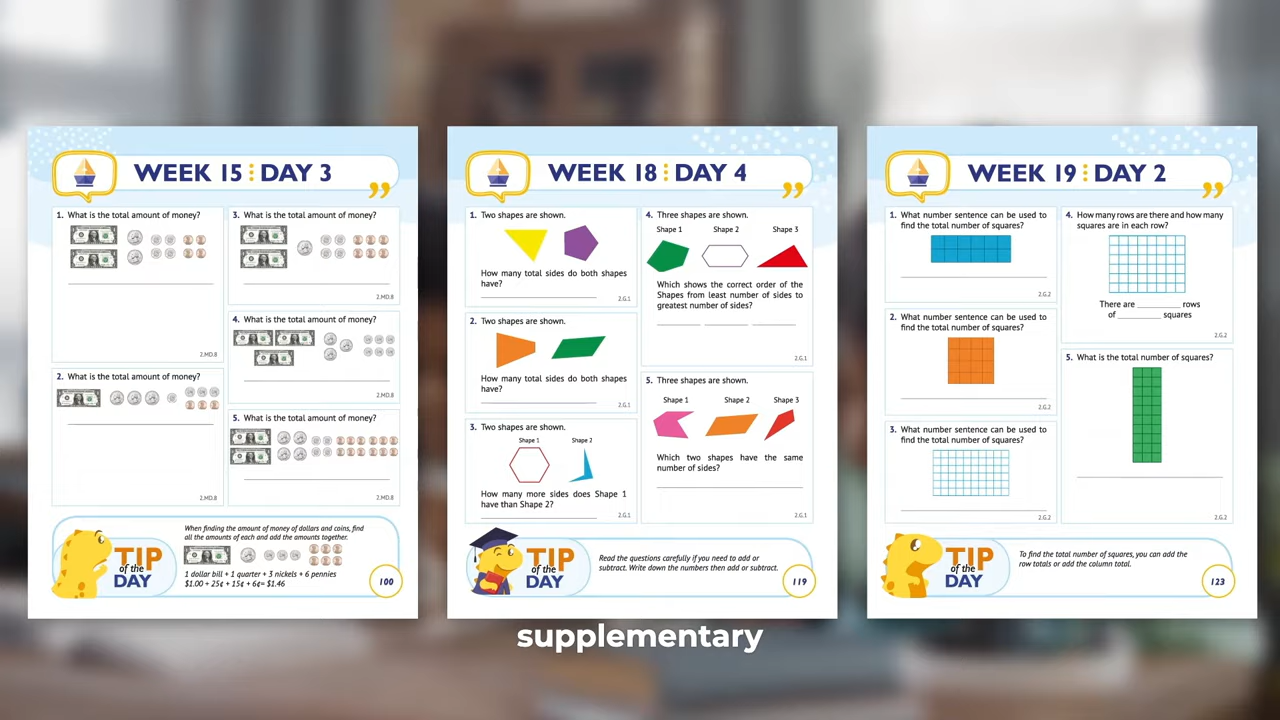 WEEK 15 DAY 3
1. What is the total amount of money?
2.MD.8
2. What is the total amount of money?
2.MD.8
3. What is the total amount of money?
2.MD.8
4. What is the total amount of money?
2.MD.8
5. What is the total amount of money?
2.MD.8
TIP
of the
DAY
When finding the amount of money of dollars and coins, find
all the amounts of each and add the amounts together.
1 dollar bill + 1 quarter + 3 nickels + 6 pennies
$1.00 + 25¢ + 15¢ + 6¢= $1.46
100
WEEK 18 DAY 4
1. Two shapes are shown.
How many total sides do both shapes
have?
2.G.1
2. Two shapes are shown.
How many total sides do both shapes
have?
2.G.1
3. Two shapes are shown.
Shape 1 Shape 2
How many more sides does Shape 1
have than Shape 2?
2.G.1
4. Three shapes are shown.
Shape 1 Shape 2 Shape 3
Which shows the correct order of the
Shapes from least number of sides to
greatest number of sides?
2.G.1
5. Three shapes are shown.
Shape 1 Shape 2 Shape 3
Which two shapes have the same
number of sides?
2.G.1
TIP
of the
DAY
Read the questions carefully if you need to add or
subtract. Write down the numbers then add or subtract.
119
WEEK 19 DAY 2
1. What number sentence can be used to
find the total number of squares?
2.G.2
2. What number sentence can be used to
find the total number of squares?
2.G.2
3. What number sentence can be used to
find the total number of squares?
2.G.2
4. How many rows are there and how many
squares are in each row?
There are __________ rows
of __________ squares
2.G.2
5. What is the total number of squares?
2.G.2
TIP
of the
DAY
To find the total number of squares, you can add the
row totals or add the column total.
123
supplementary